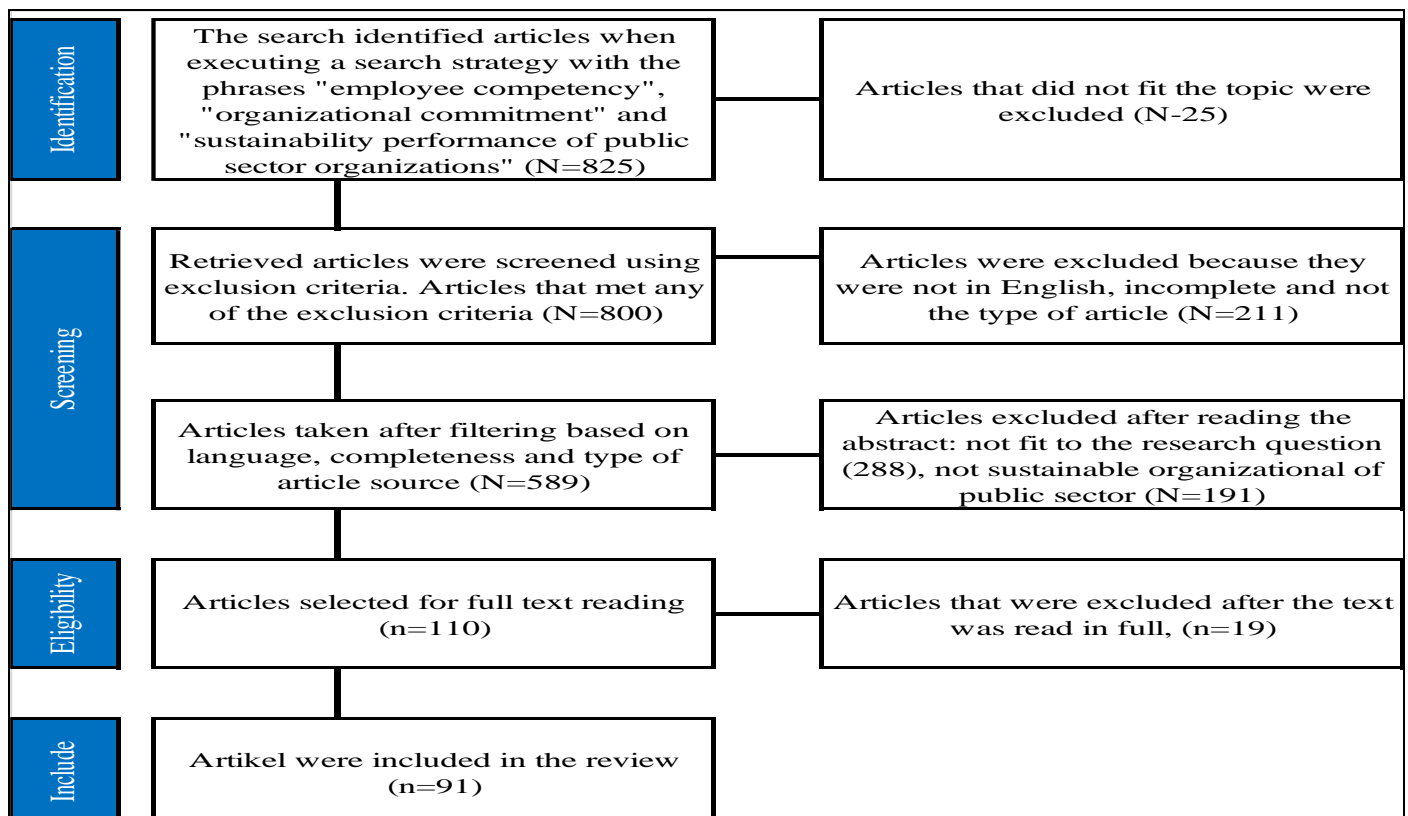 Identification
The search identified articles when
executing a search strategy with the
phrases "employee competency",
"organizational commitment" and
"sustainability performance of public
sector organizations" (N=825)
Articles that did not fit the topic were
excluded (N-25)
Screening
Retrieved articles were screened using
exclusion criteria. Articles that met any
of the exclusion criteria (N=800)
Articles were excluded because they
were not in English, incomplete and not
the type of article (N=211)
Articles taken after filtering based on
language, completeness and type of
article source (N=589)
Articles excluded after reading the
abstract: not fit to the research question
(288), not sustainable organizational of
public sector (N=191)
Eligibility
Articles selected for full text reading
(n=110)
Articles that were excluded after the text
was read in full, (n=19)
Include
Artikel were included in the review
(n=91)